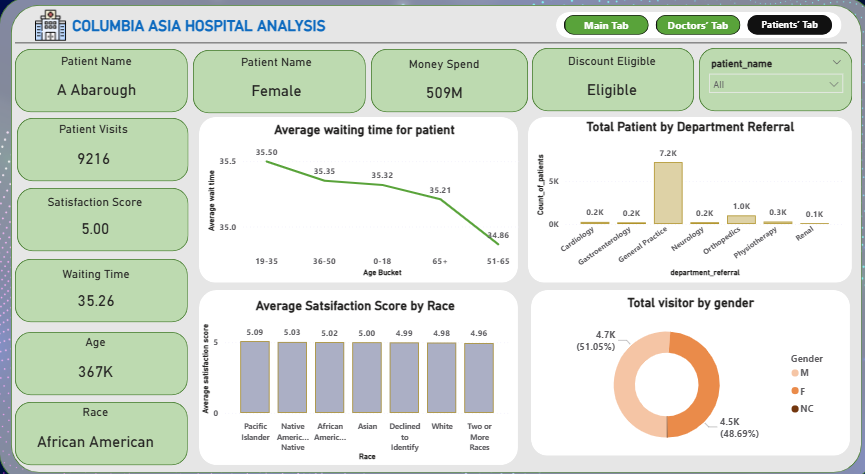 COLUMBIA ASIA HOSPITAL ANALYSIS
Main Tab
Doctors' Tab
Patients' Tab
Patient Name
A Abarough
Patient Name
Female
Money Spend
509M
Discount Eligible
Eligible
patient_name
All
Patient Visits
9216
Satisfaction Score
5.00
Waiting Time
35.26
Age
367K
Race
African American
Average waiting time for patient
Average wait time
35.5
35.0
35.50
35.35
35.32
35.21
34.86
19-35
36-50
0-18
65+
51-65
Age Bucket
Total Patient by Department Referral
Count_of_patients
5K
0K
0.2K
0.2K
7.2K
0.2K
1.0K
0.3K
0.1K
Cardiology
Gastroenterology
General Practice
Neurology
Orthopedics
Physiotherapy
Renal
department_referral
Average Satsifaction Score by Race
Average satisfaction score
5
0
5.09
5.03
5.02
5.00
4.99
4.98
4.96
Pacific
Islander
Native
Americ...
Native
African
Americ...
Asian
Declined
to
Identify
White
Two or
More
Races
Race
Total visitor by gender
4.7K
(51.05%)
4.5K
(48.69%)
Gender
M
F
NC